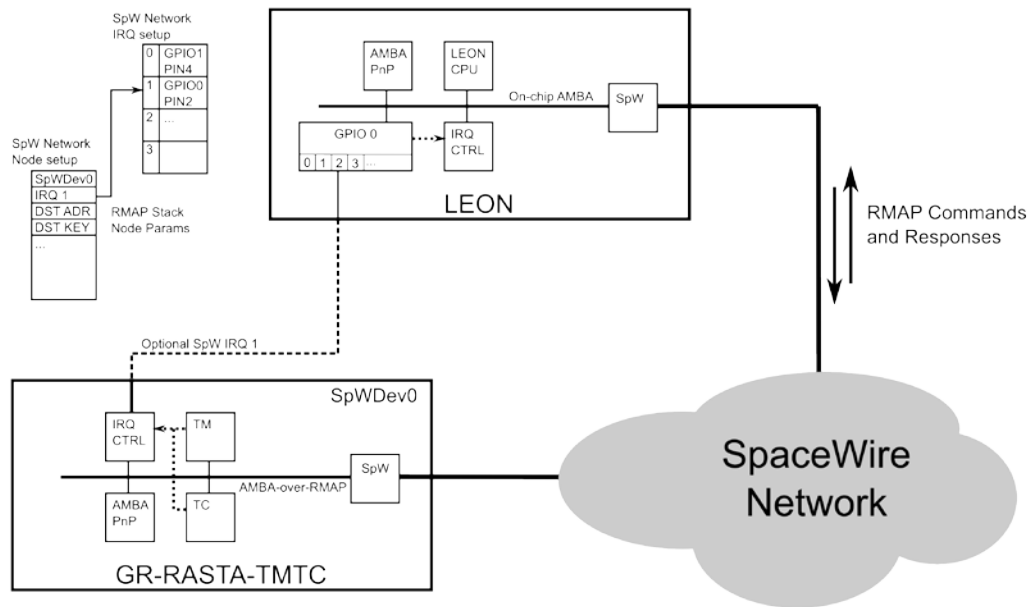 SpW Network
IRQ setup
0 GPIO1
PIN4
1 GPIO0
PIN2
2 ...
3
SpW Network
Node setup
SpWDev0
IRQ 1
DST ADR
DST KEY
...
RMAP Stack
Node Params
AMBA
PnP
LEON
CPU
On-chip AMBA
SpW
GPIO 0
0 1 2 3 ...
IRQ
CTRL
LEON
RMAP Commands
and Responses
Optional SpW IRQ 1
SpWDev0
IRQ
CTRL
TM
SpW
AMBA-over-RMAP
AMBA
PnP
TC
GR-RASTA-TMTC
SpaceWire
Network